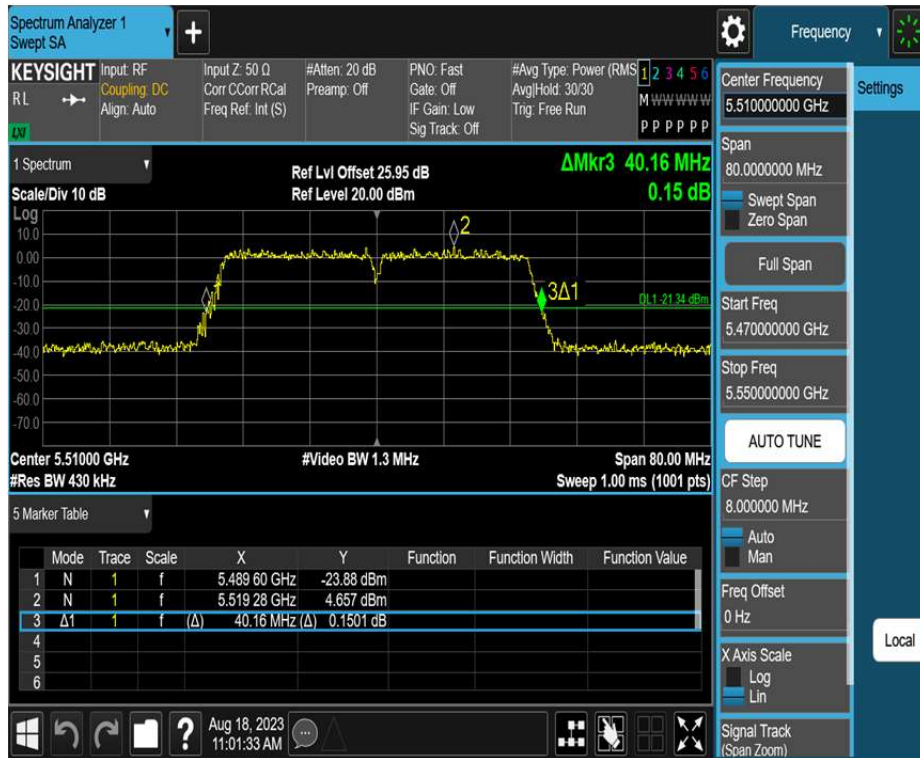 Spectrum Analyzer 1
Swept SA
+
Frequency
KEYSIGHT
RL
LXI
Input: RF
Coupling: DC
Align: Auto
Input Z: 50 Ω
Corr CCorr RCal
Freq Ref: Int (S)
#Atten: 20 dB
Preamp: Off
PNO: Fast
Gate: Off
IF Gain: Low
Sig Track: Off
#Avg Type: Power (RMS
Avg|Hold: 30/30
Trig: Free Run
1 2 3 4 5 6
M W W W W W
P P P P P P
Center Frequency
5.510000000 GHz
Settings
Span
80.0000000 MHz
Swept Span
Zero Span
Full Span
Start Freq
5.470000000 GHz
Stop Freq
5.550000000 GHz
AUTO TUNE
CF Step
8.000000 MHz
Auto
Man
Freq Offset
0 Hz
X Axis Scale
Log
Lin
Signal Track
(Span Zoom)
Local
1 Spectrum
Scale/Div 10 dB
Ref Lvl Offset 25.95 dB
Ref Level 20.00 dBm
ΔMkr3 40.16 MHz
0.15 dB
Log
10.0
0.00
-10.0
-20.0
-30.0
-40.0
-50.0
-60.0
-70.0
2
3Δ1
DL1 -21.34 dBm
Center 5.51000 GHz
#Video BW 1.3 MHz
Span 80.00 MHz
#Res BW 430 kHz
Sweep 1.00 ms (1001 pts)
5 Marker Table
Mode Trace Scale X Y Function Function Width Function Value
1 N 1 f 5.489 60 GHz -23.88 dBm
2 N 1 f 5.519 28 GHz 4.657 dBm
3 Δ1 1 f (Δ) 40.16 MHz (Δ) 0.1501 dB
4
5
6
?
Aug 18, 2023
11:01:33 AM